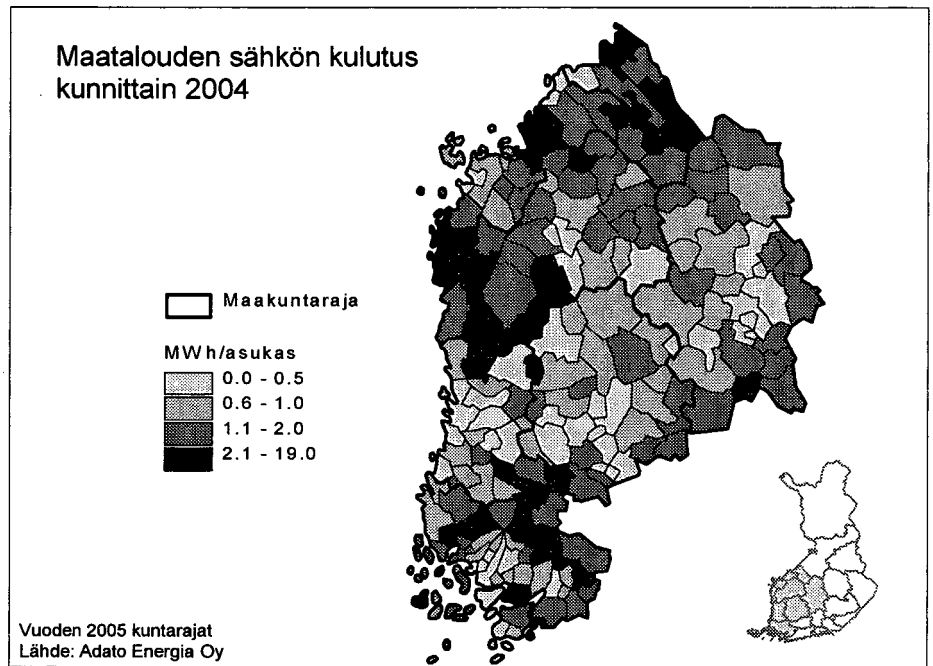 Maatalouden sähkön kulutus
kunnittain 2004
Maakuntaraja
MWh/asukas
0.0 - 0.5
0.6 - 1.0
1.1 - 2.0
2.1 - 19.0
Vuoden 2005 kuntarajat
Lähde: Adato Energia Oy